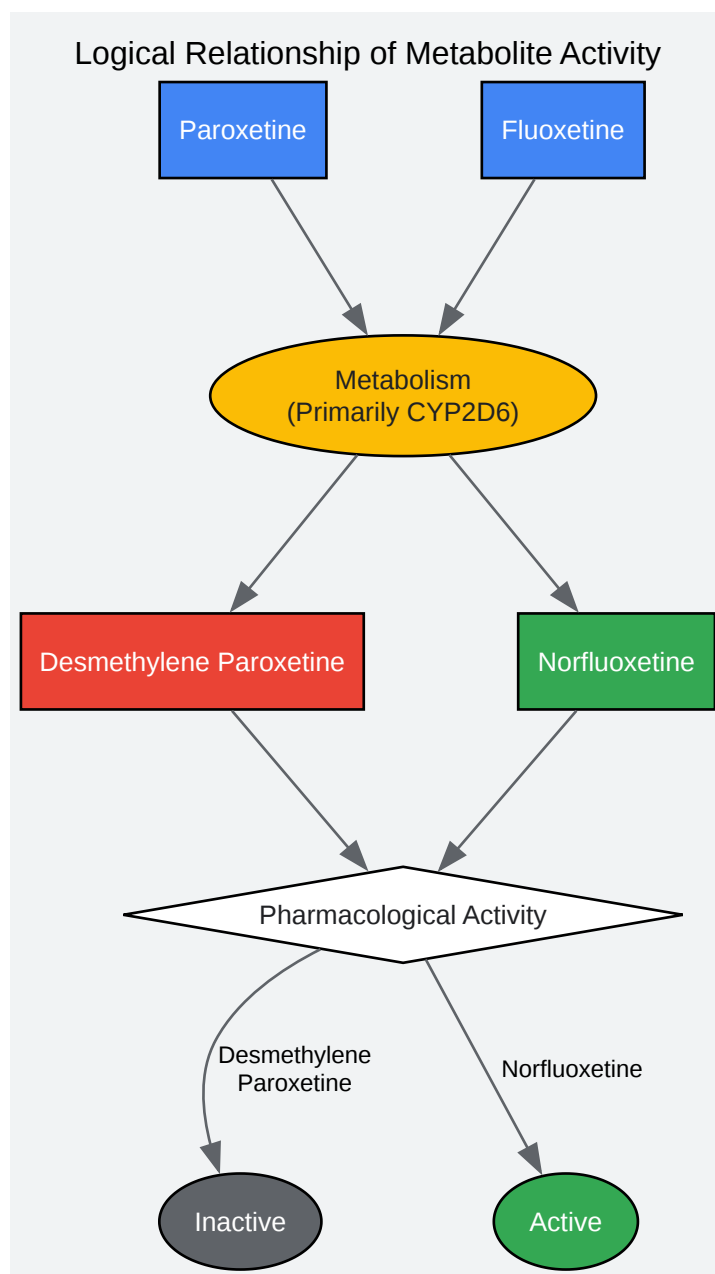 Logical Relationship of Metabolite Activity
Paroxetine
Fluoxetine
Metabolism
(Primarily CYP2D6)
Desmethylene Paroxetine
Norfluoxetine
Pharmacological Activity
Desmethylene
Paroxetine
Norfluoxetine
Inactive
Active